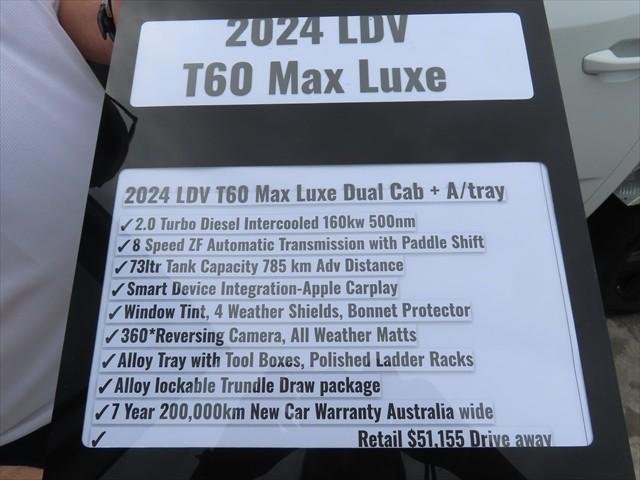 2024 LDV
T60 Max Luxe
2024 LDV T60 Max Luxe Dual Cab + A/tray
✓2.0 Turbo Diesel Intercooled 160kw 500nm
✓8 Speed ZF Automatic Transmission with Paddle Shift
✓73ltr Tank Capacity 785 km Adv Distance
✓Smart Device Integration-Apple Carplay
✓Window Tint, 4 Weather Shields, Bonnet Protector
✓360*Reversing Camera, All Weather Matts
✓Alloy Tray with Tool Boxes, Polished Ladder Racks
✓Alloy lockable Trundle Draw package
✓7 Year 200,000km New Car Warranty Australia wide
✓ Retail $51,155 Drive away